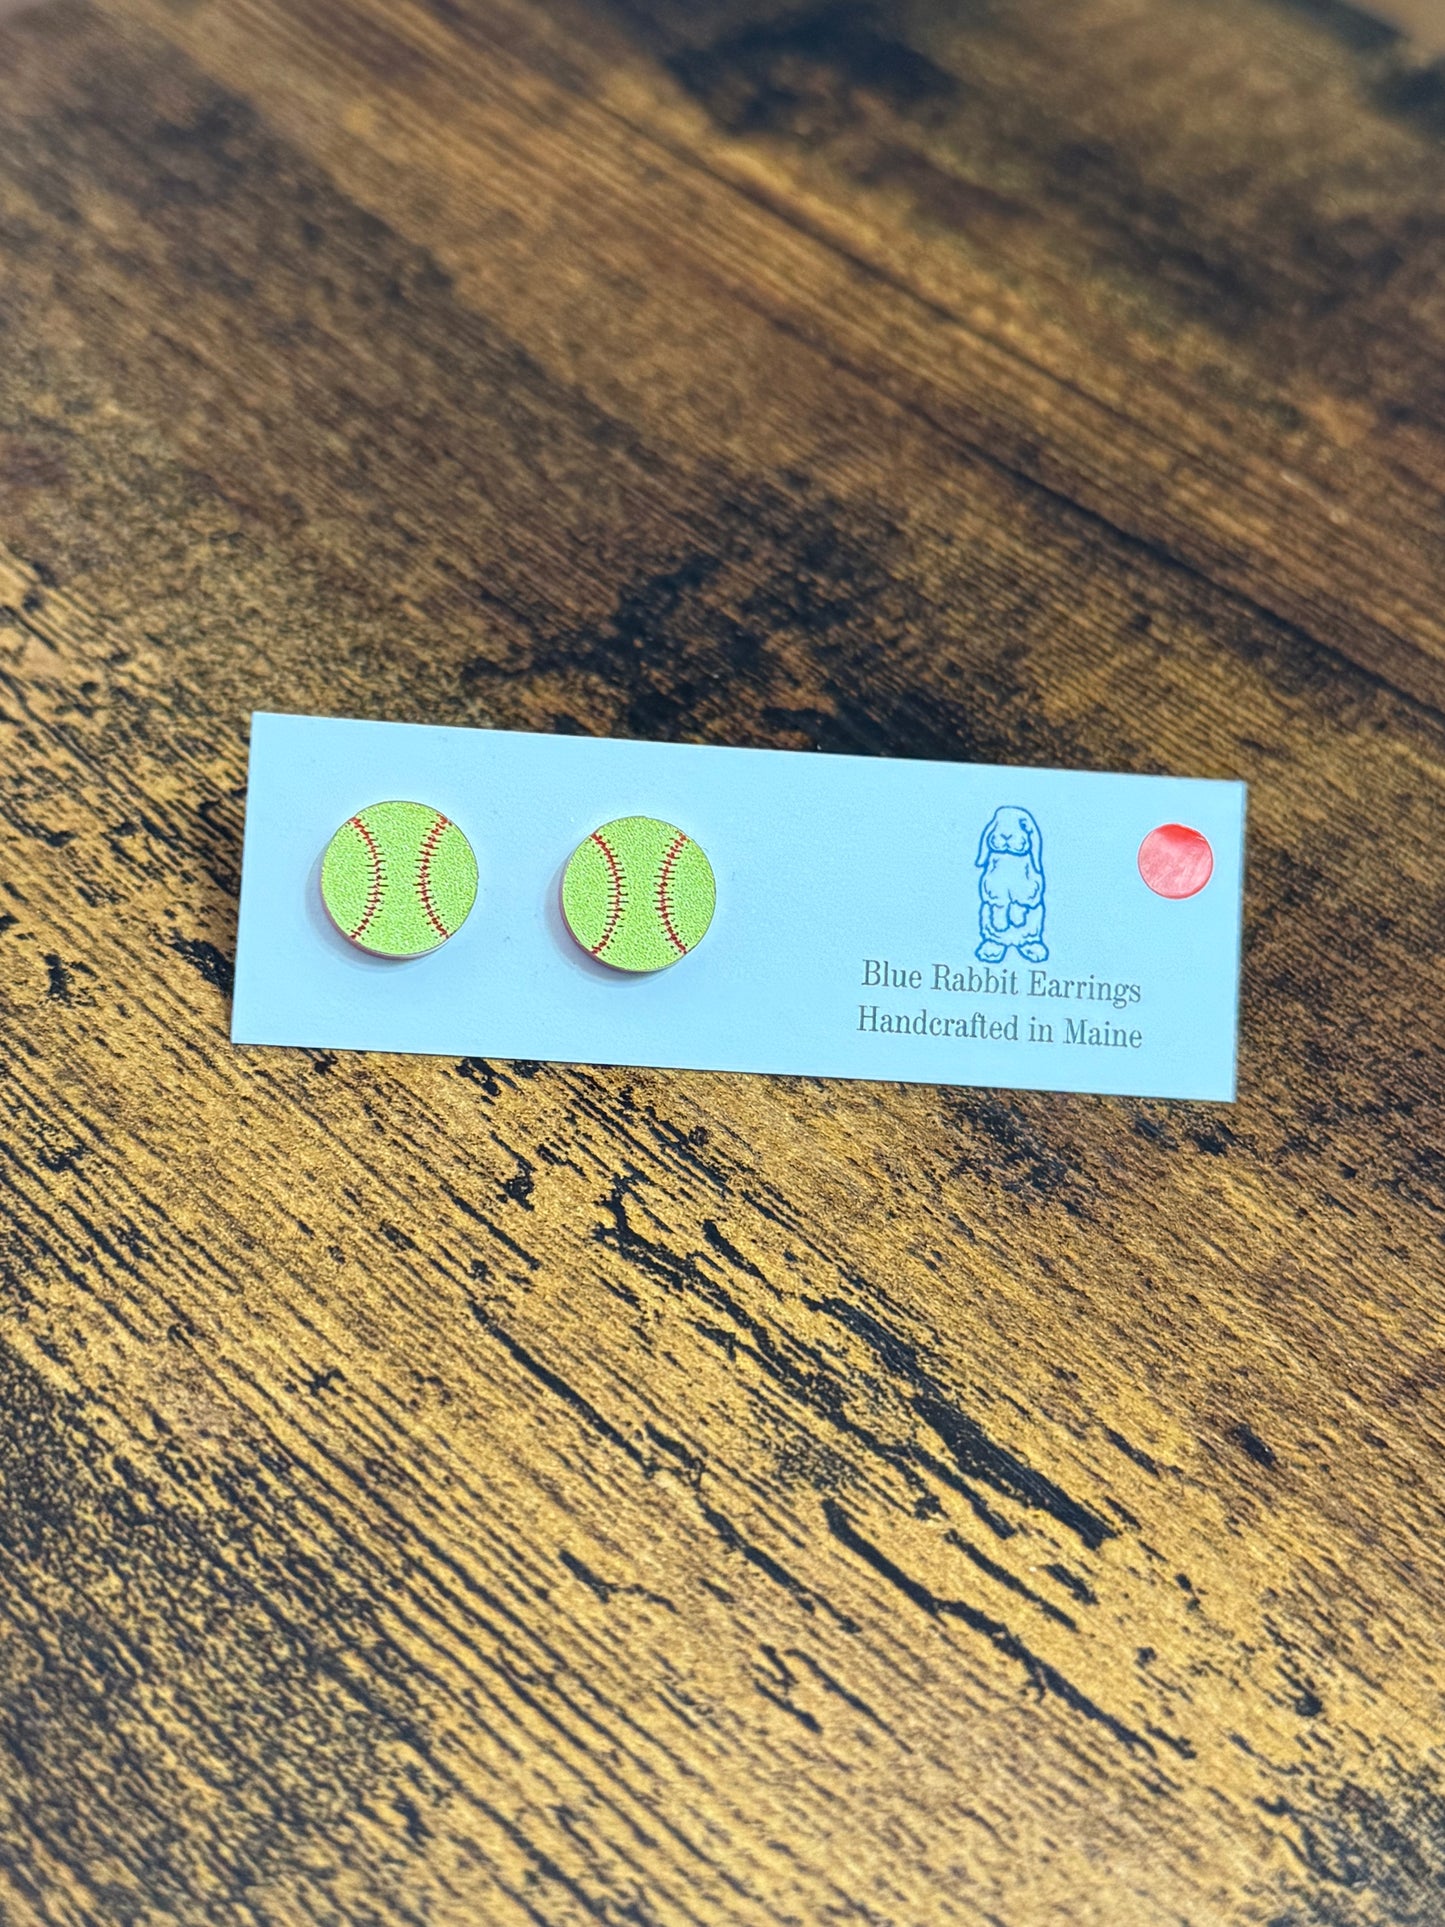 Blue Rabbit Earrings
Handcrafted in Maine